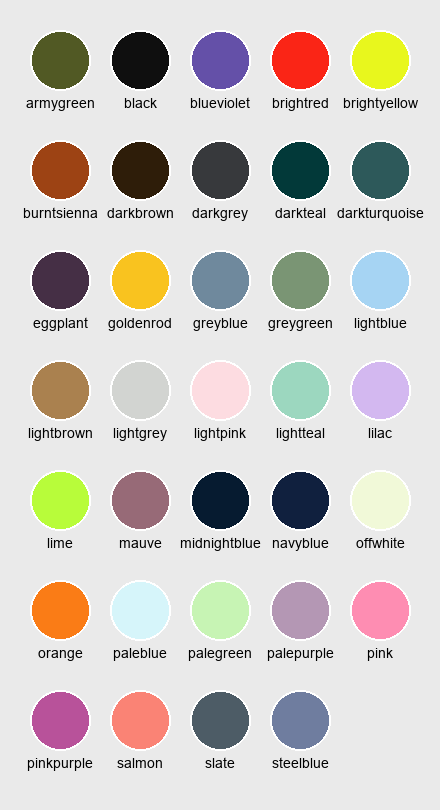 armygreen black blueviolet brightred brightyellow
burntsienna darkbrown darkgrey darkteal darkturquoise
eggplant goldenrod greyblue greygreen lightblue
lightbrown lightgrey lightpink lightteal lilac
lime mauve midnightblue navyblue offwhite
orange paleblue palegreen palepurple pink
pinkpurple salmon slate steelblue